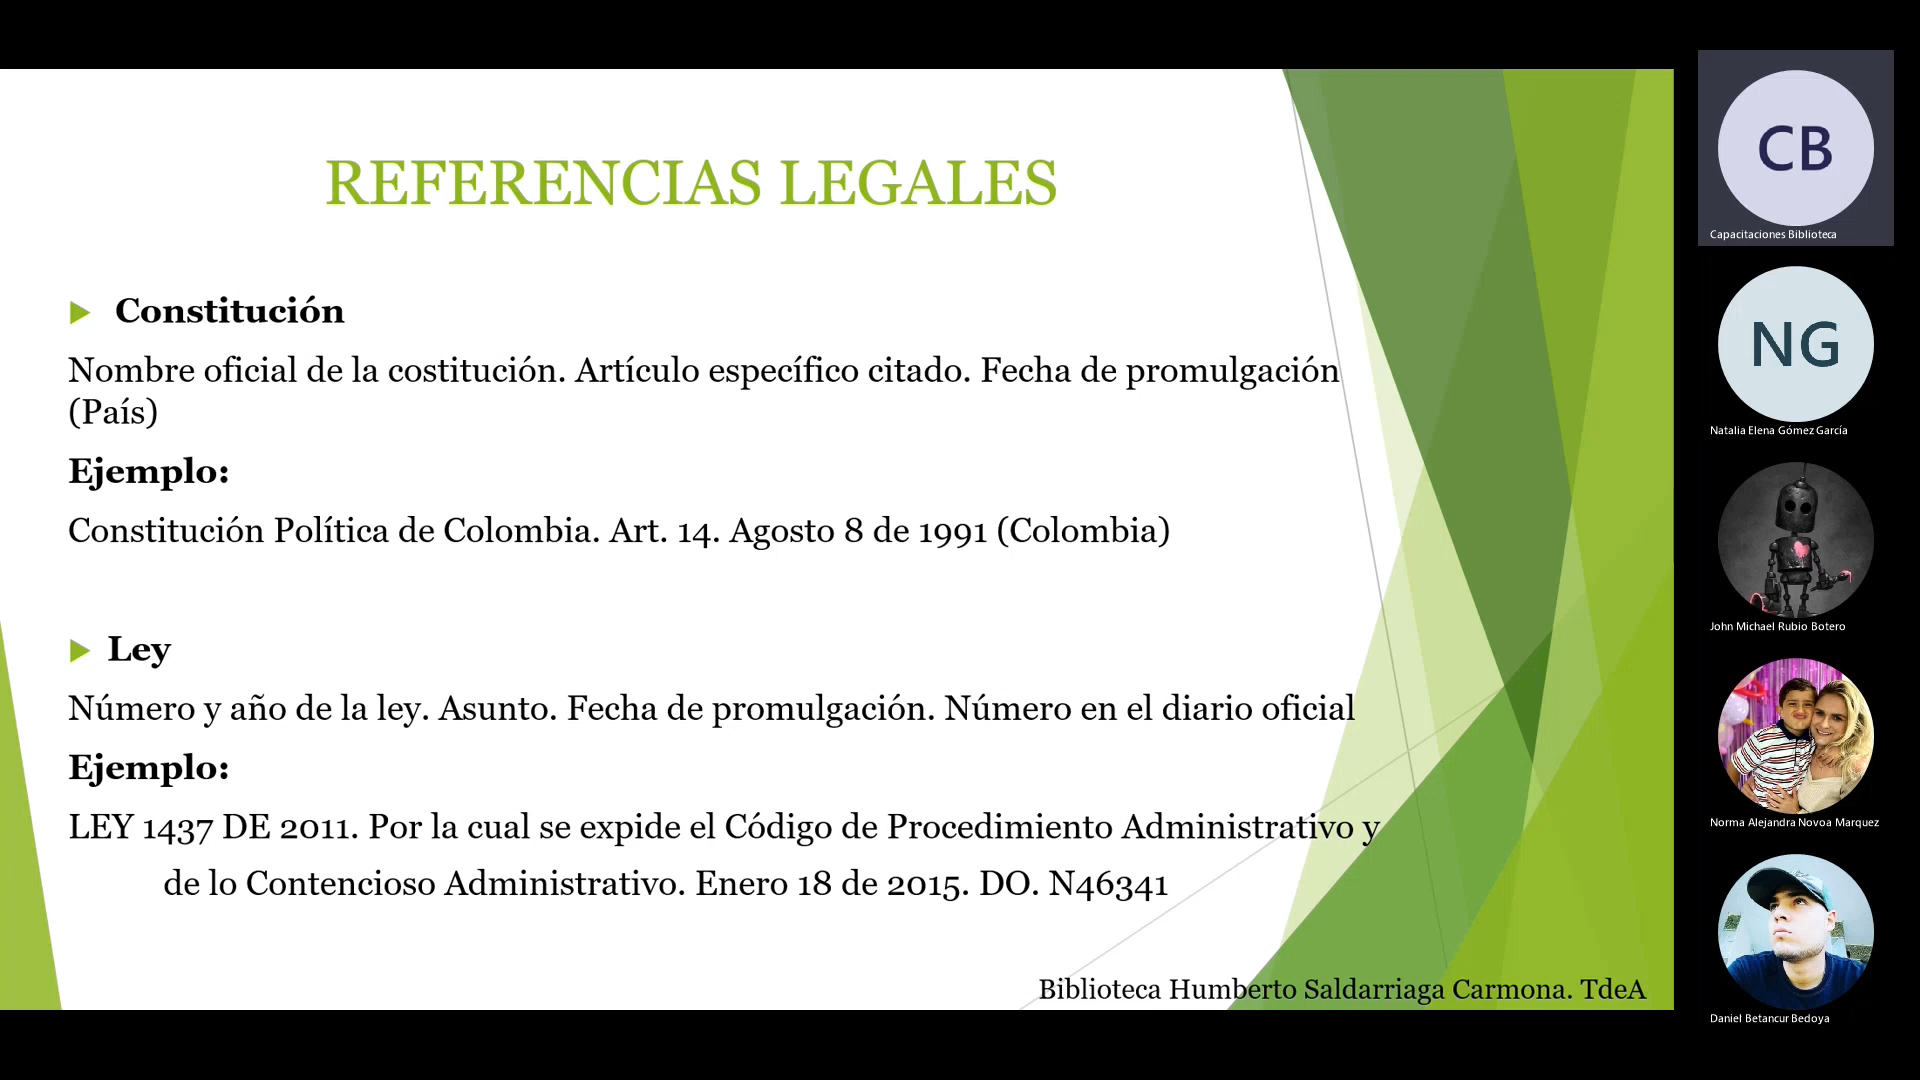 REFERENCIAS LEGALES
Constitución
Nombre oficial de la costitución. Artículo específico citado. Fecha de promulgación
(País)
Ejemplo:
Constitución Política de Colombia. Art. 14. Agosto 8 de 1991 (Colombia)
Ley
Número y año de la ley. Asunto. Fecha de promulgación. Número en el diario oficial
Ejemplo:
LEY 1437 DE 2011. Por la cual se expide el Código de Procedimiento Administrativo y
de lo Contencioso Administrativo. Enero 18 de 2015. DO. N46341
Biblioteca Humberto Saldarriaga Carmona. TdeA
CB
Capacitaciones Biblioteca
NG
Natalia Elena Gómez García
John Michael Rubio Botero
Norma Alejandra Novoa Marquez
Daniel Betancur Bedoya